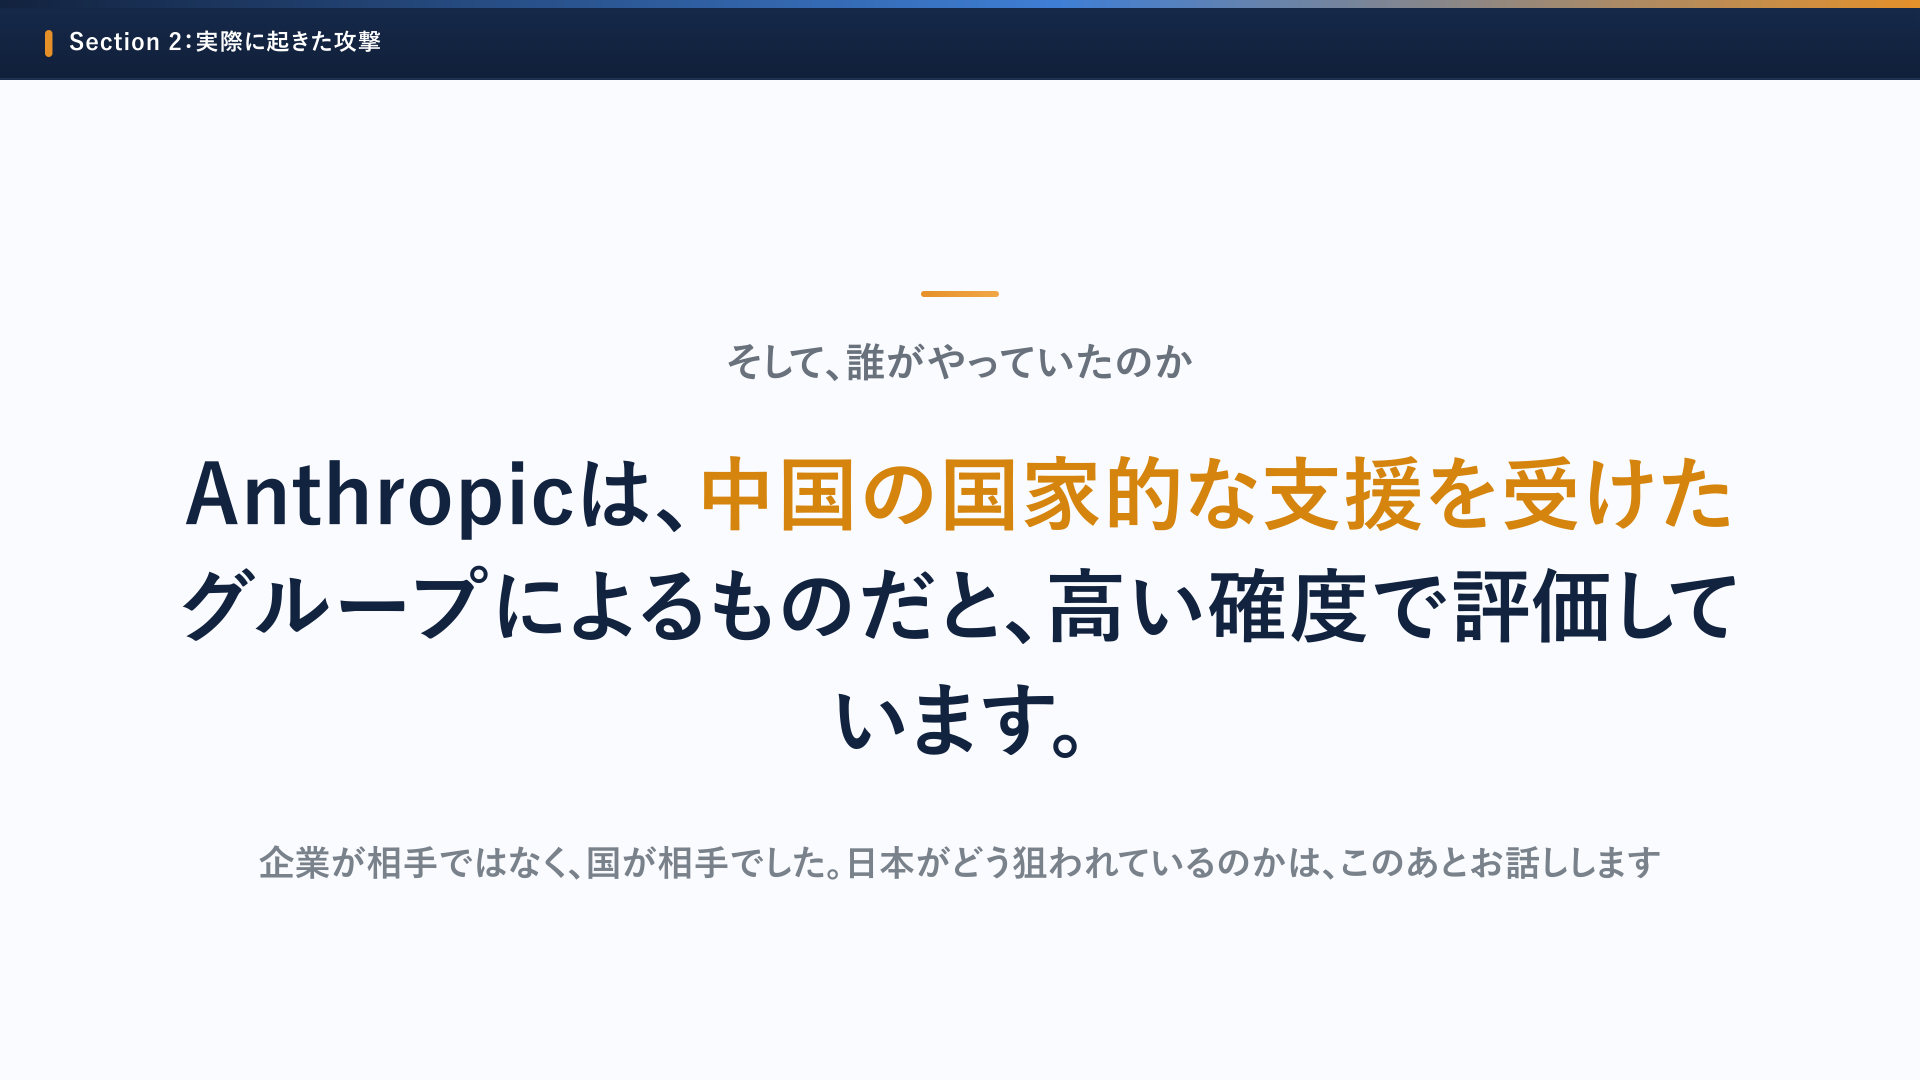 Section 2：実際に起きた攻撃
そして、誰がやっていたのか
Anthropicは、中国の国家的な支援を受けた
グループによるものだと、高い確度で評価して
います。
企業が相手ではなく、国が相手でした。日本がどう狙われているのかは、このあとお話しします